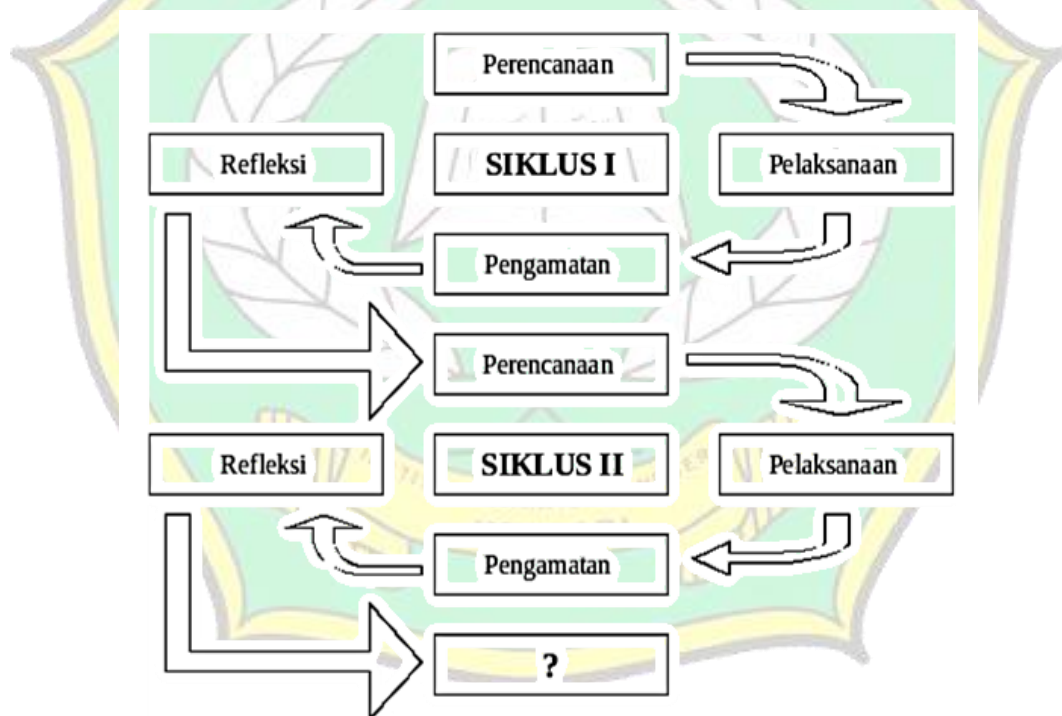 Perencanaan
Refleksi
SIKLUS I
Pelaksanaan
Pengamatan
Perencanaan
Refleksi
SIKLUS II
Pelaksanaan
Pengamatan
?